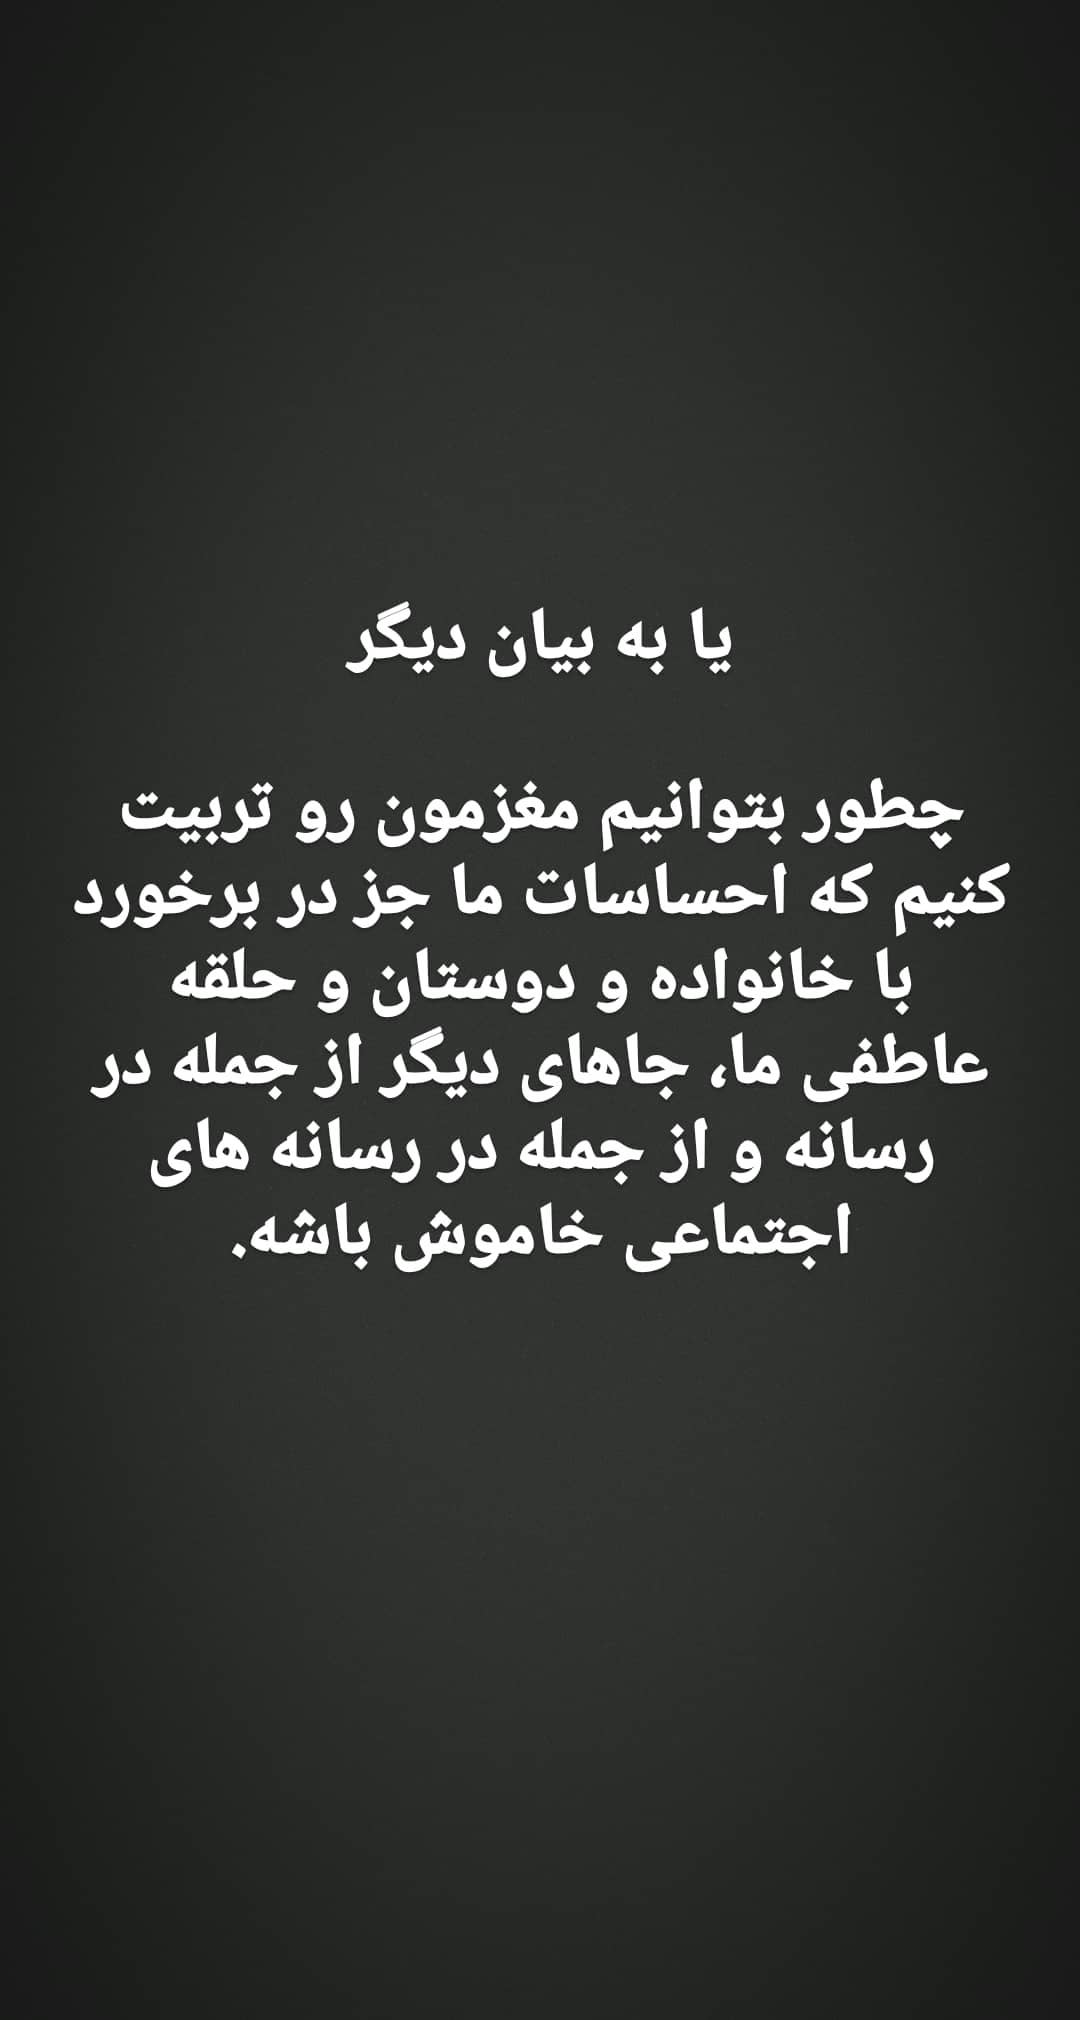 یا به بیان دیگر
چطور بتوانیم مغزمون رو تربیت
کنیم که احساسات ما جز در برخورد
با خانواده و دوستان و حلقه
عاطفی ما، جاهای دیگر از جمله در
رسانه و از جمله در رسانه های
اجتماعی خاموش باشه.